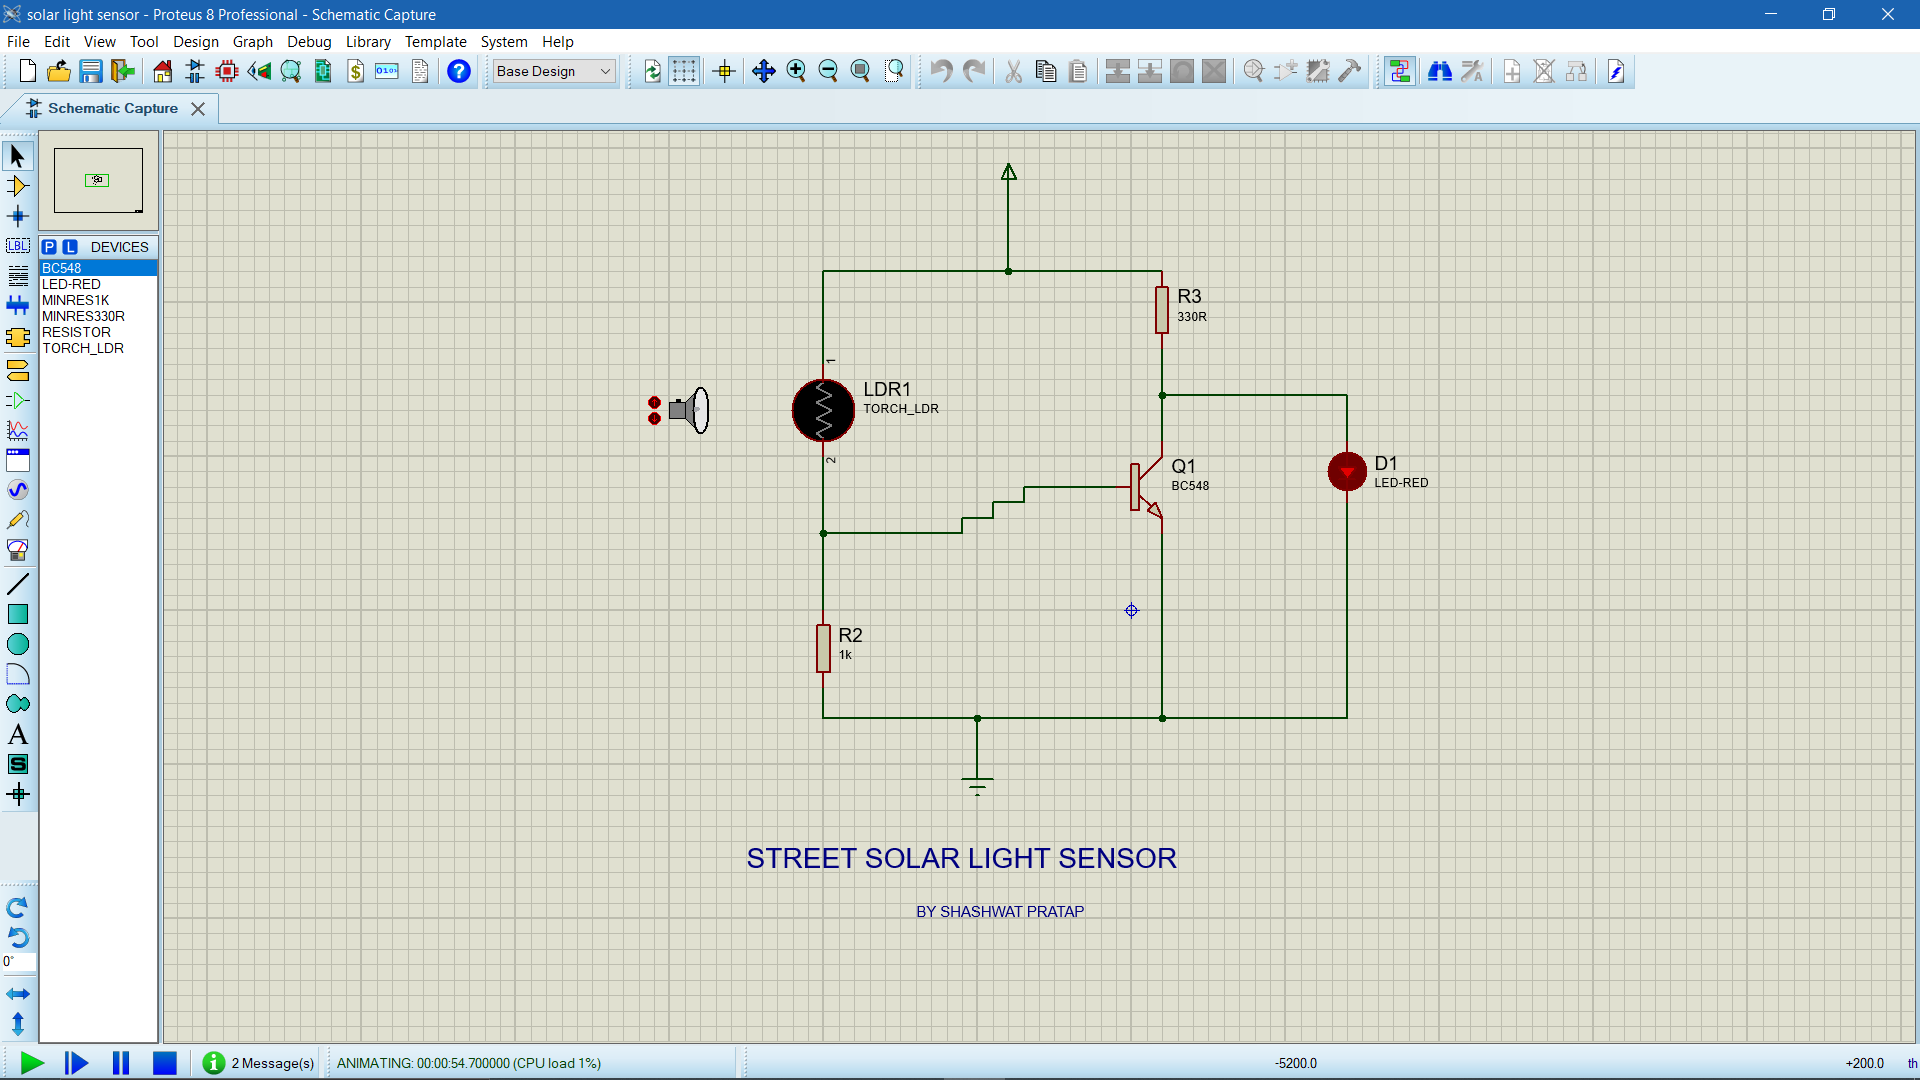 solar light sensor - Proteus 8 Professional - Schematic Capture
File Edit View Tool Design Graph Debug Library Template System Help
Base Design
Schematic Capture
LBL
P L DEVICES
BC548
LED-RED
MINRES1K
MINRES330R
RESISTOR
TORCH_LDR
R3
330R
1
LDR1
TORCH_LDR
2
Q1
BC548
D1
LED-RED
R2
1k
STREET SOLAR LIGHT SENSOR
BY SHASHWAT PRATAP
A
S
0°
2 Message(s)
ANIMATING: 00:00:54.700000 (CPU load 1%)
-5200.0
+200.0
th